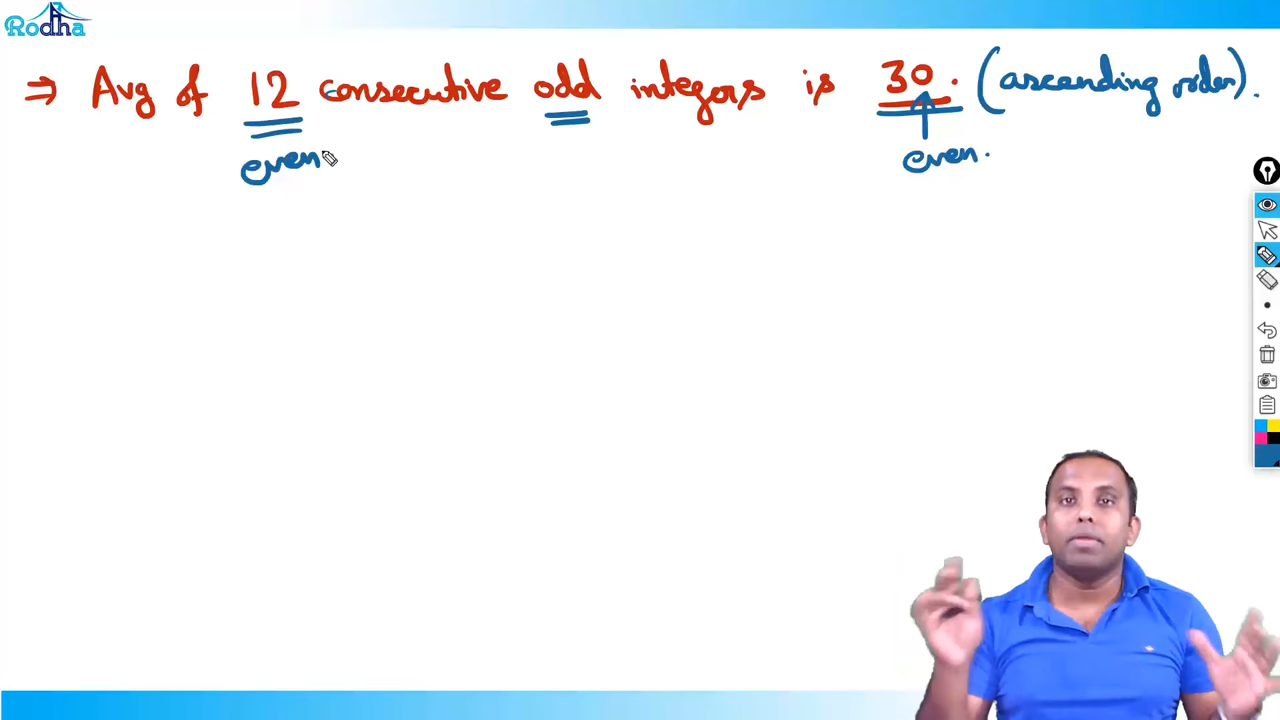 Rodha
⇒ Avg of 12 consecutive odd integers is 30. (ascending order).
even
even.